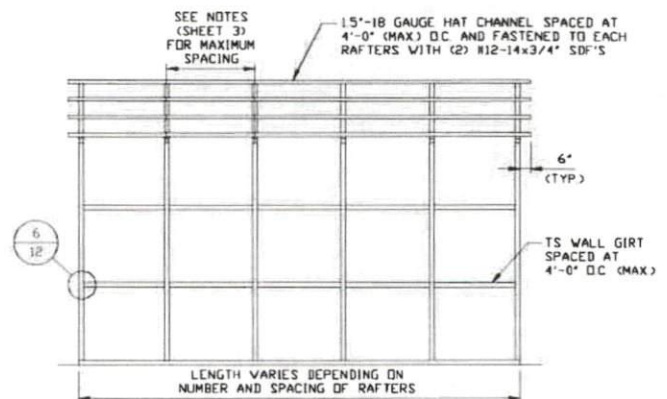 SEE NOTES
(SHEET 3)
FOR MAXIMUM
SPACING
1.5"-18 GAUGE HAT CHANNEL SPACED AT
4'-0" (MAX.) O.C. AND FASTENED TO EACH
RAFTERS WITH (2) #12-14x3/4" SDF'S
6"
(TYP.)
6
12
TS WALL GIRT
SPACED AT
4'-0" O.C. (MAX)
LENGTH VARIES DEPENDING ON
NUMBER AND SPACING OF RAFTERS